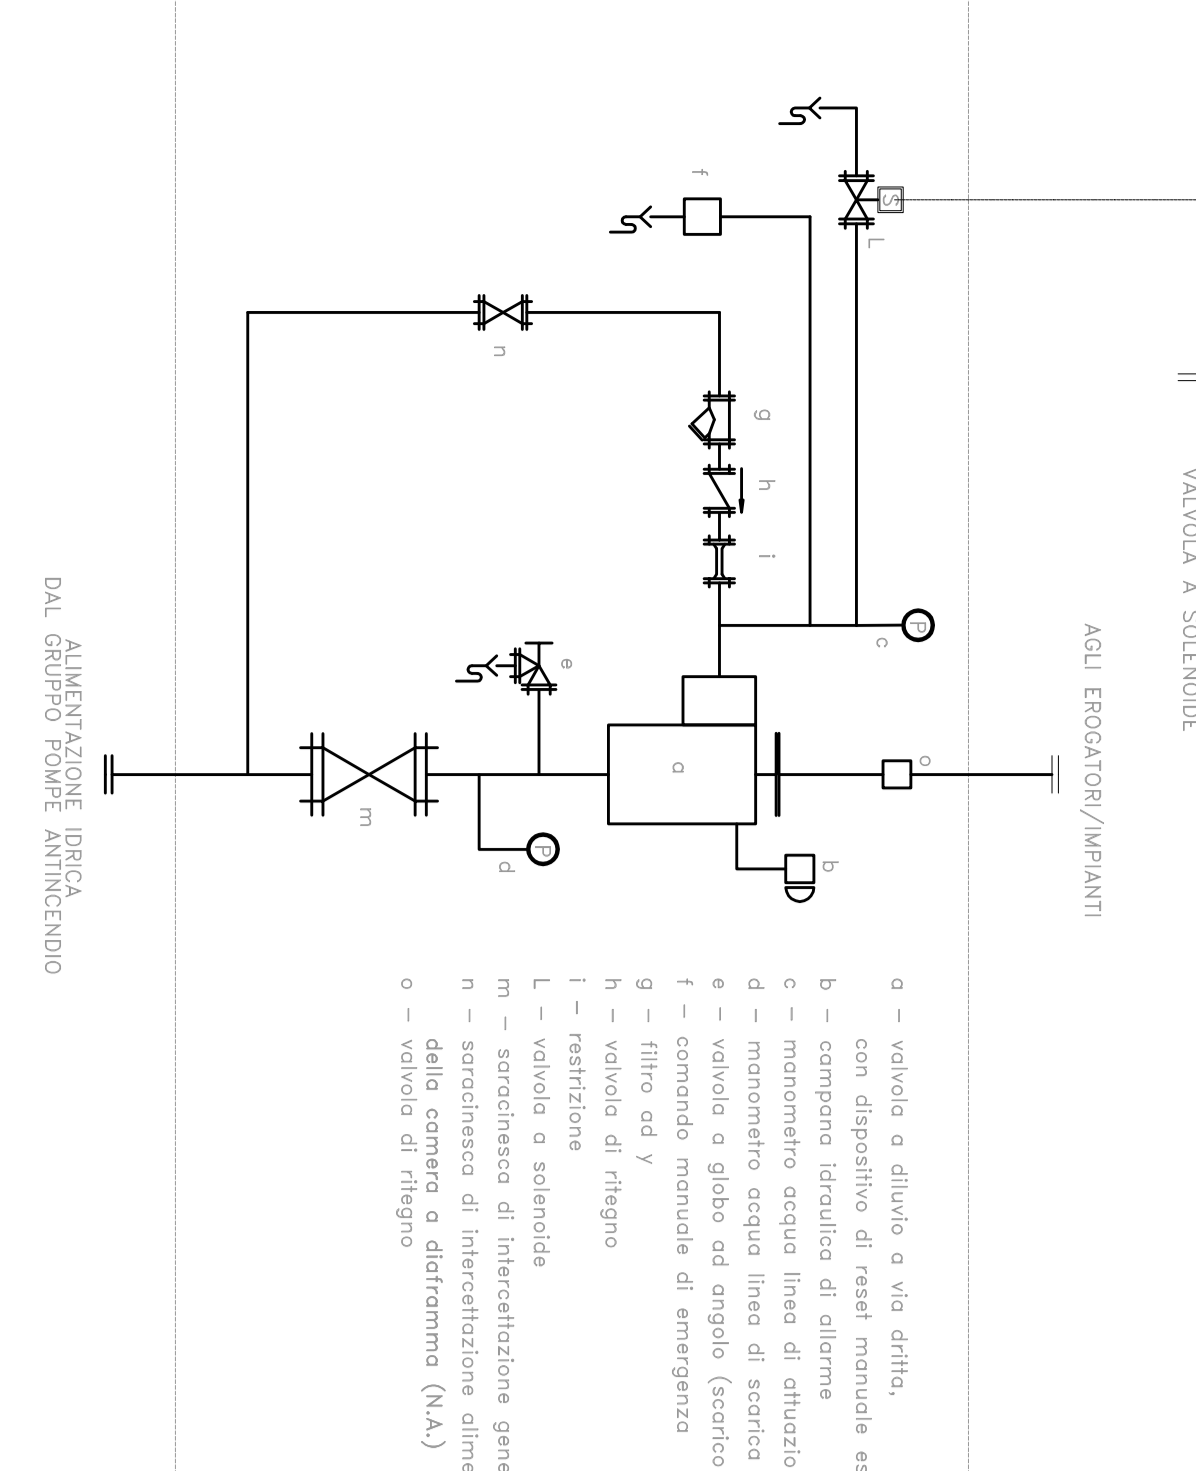 VALVOLA A SOLENOIDE
AGLI EROGATORI/IMPIANTI
o
P
S
c
L
b
g
h
i
f
a
e
P
d
n
m
a – valvola a diluvio a via dritta,
con dispositivo di reset manuale es
b – campana idraulica di allarme
c – manometro acqua linea di attuazio
d – manometro acqua linea di scarica
e – valvola a globo ad angolo (scarico
f – comando manuale di emergenza
g – filtro ad y
h – valvola di ritegno
i – restrizione
L – valvola a solenoide
m – saracinesca di intercettazione gene
n – saracinesca di intercettazione alime
della camera a diaframma (N.A.)
o – valvola di ritegno
ALIMENTAZIONE IDRICA
DAL GRUPPO POMPE ANTINCENDIO